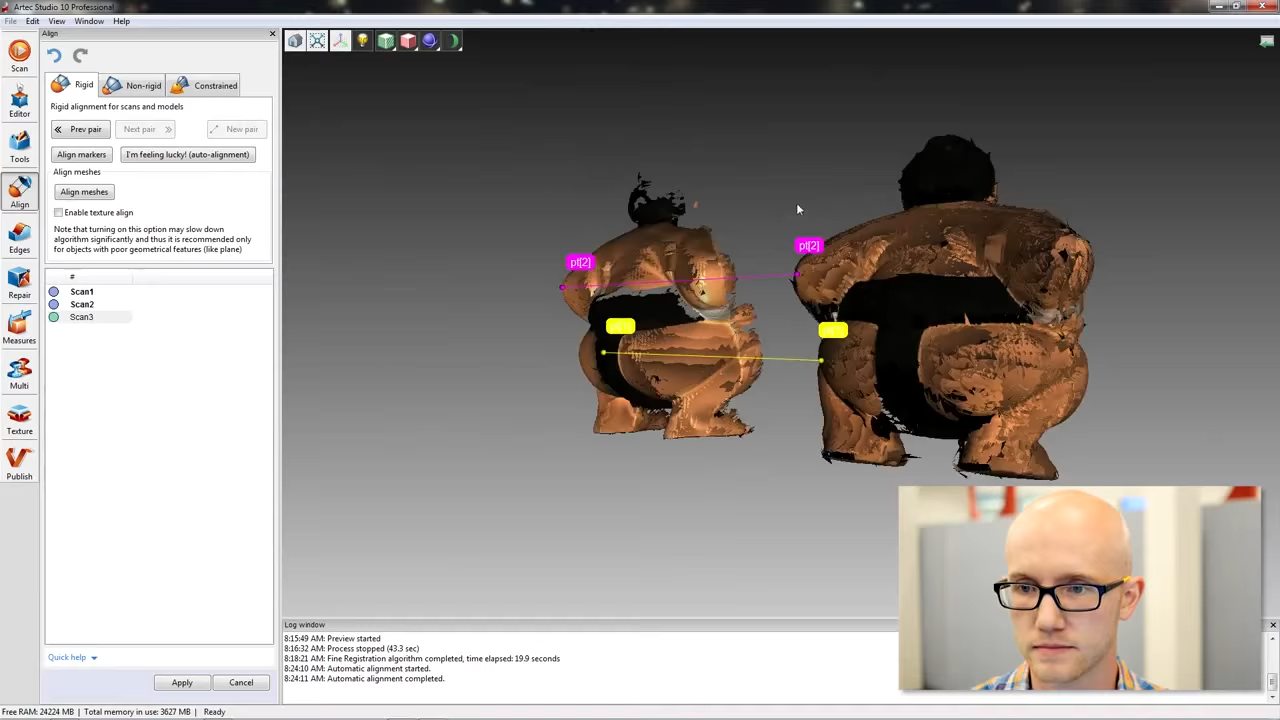 Artec Studio 10 Professional
File Edit View Window Help
Align
Scan
Editor
Tools
Align
Edges
Repair
Measures
Multi
Texture
Publish
Rigid Non-rigid Constrained
Rigid alignment for scans and models
Prev pair Next pair New pair
Align markers I'm feeling lucky! (auto-alignment)
Align meshes
Align meshes
Enable texture align
Note that turning on this option may slow down
algorithm significantly and thus it is recommended only
for objects with poor geometrical features (like plane)
#
Scan1
Scan2
Scan3
Quick help
Apply Cancel
pt[2] pt[2]
Log window
8:15:49 AM: Preview started
8:16:32 AM: Process stopped (43.3 sec)
8:18:21 AM: Fine Registration algorithm completed, time elapsed: 19.9 seconds
8:24:10 AM: Automatic alignment started.
8:24:11 AM: Automatic alignment completed.
Free RAM: 24224 MB Total memory in use: 3627 MB Ready